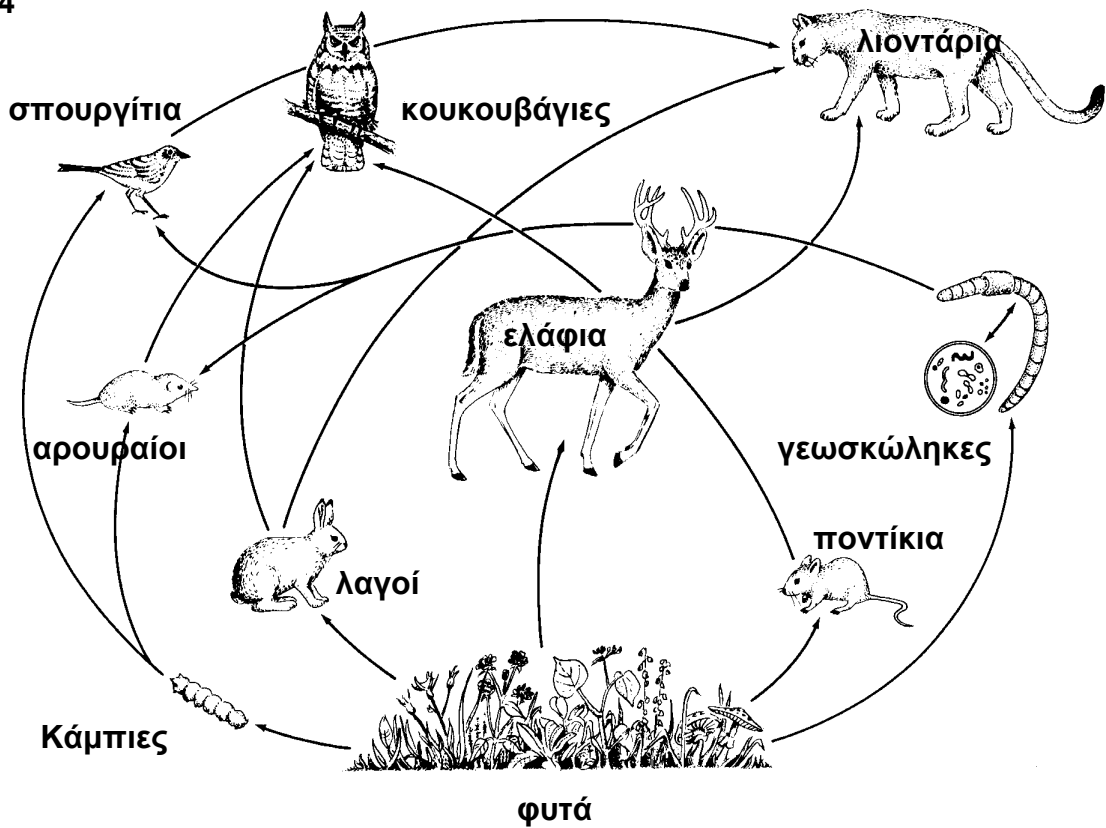 4
λιοντάρια
σπουργίτια
κουκουβάγιες
ελάφια
αρουραίοι
γεωσκώληκες
ποντίκια
λαγοί
Κάμπιες
φυτά